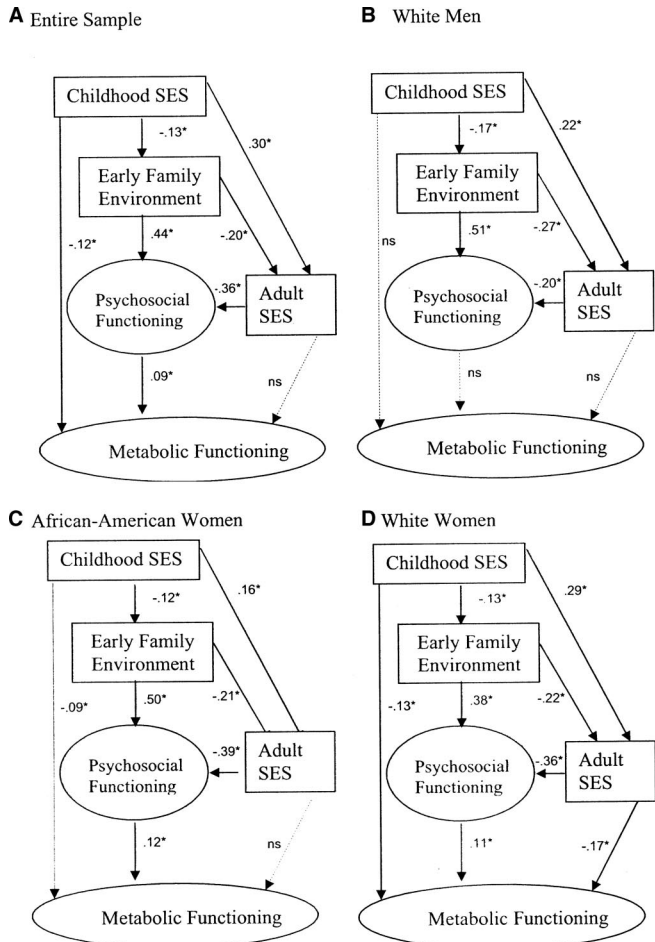 A Entire Sample
Childhood SES
-.13*
.30*
Early Family
Environment
-.12*
.44*
-.20*
Psychosocial
Functioning
-.36*
Adult
SES
.09*
ns
Metabolic Functioning
B White Men
Childhood SES
-.17*
.22*
Early Family
Environment
ns
.51*
-.27*
Psychosocial
Functioning
-.20*
Adult
SES
ns
ns
Metabolic Functioning
C African-American Women
Childhood SES
-.12*
.16*
Early Family
Environment
-.09*
.50*
-.21*
Psychosocial
Functioning
-.39*
Adult
SES
.12*
ns
Metabolic Functioning
D White Women
Childhood SES
-.13*
.29*
Early Family
Environment
-.13*
.38*
-.22*
Psychosocial
Functioning
-.36*
Adult
SES
.11*
-.17*
Metabolic Functioning